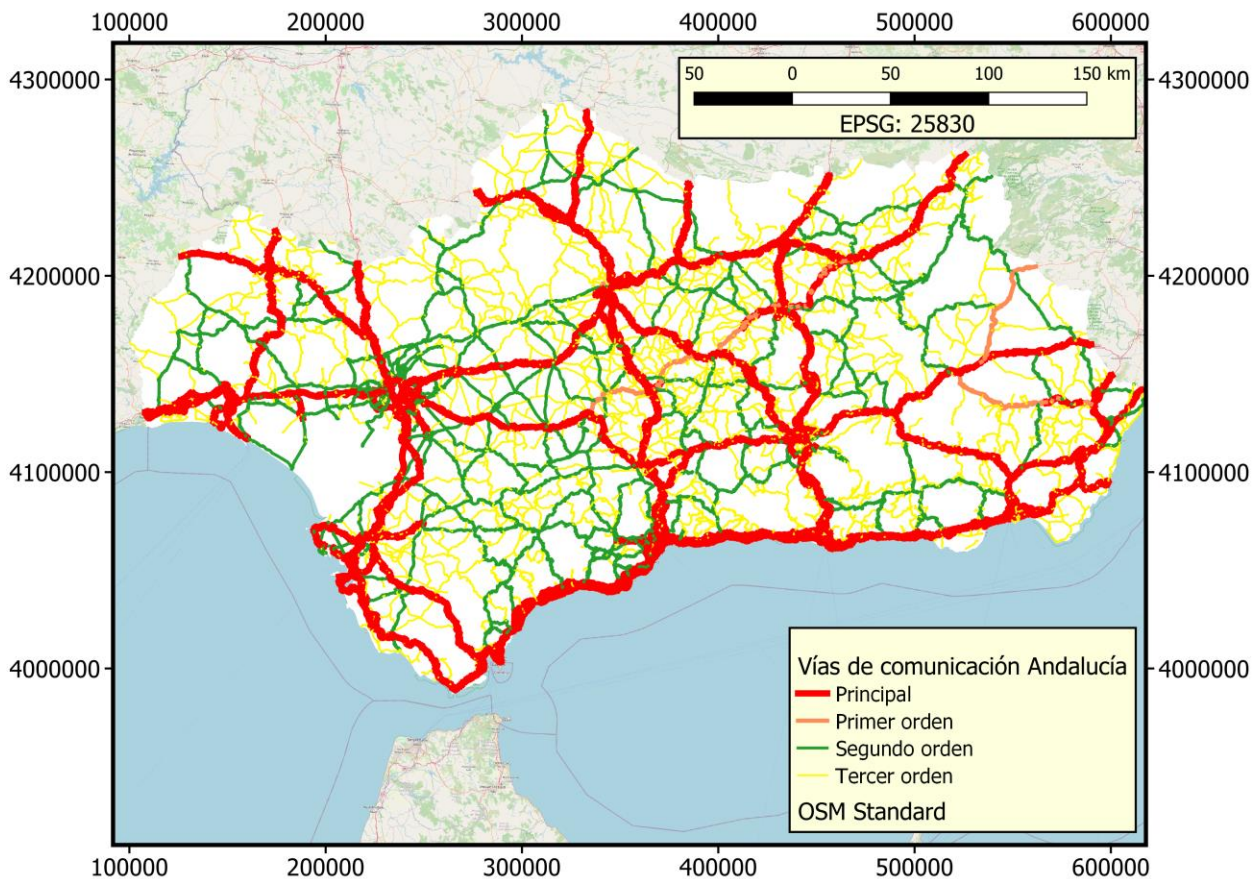 100000 200000 300000 400000 500000 600000
4300000 4300000
50 0 50 100 150 km
EPSG: 25830
4200000 4200000
4100000 4100000
4000000 4000000
Vías de comunicación Andalucía
Principal
Primer orden
Segundo orden
Tercer orden
OSM Standard
100000 200000 300000 400000 500000 600000